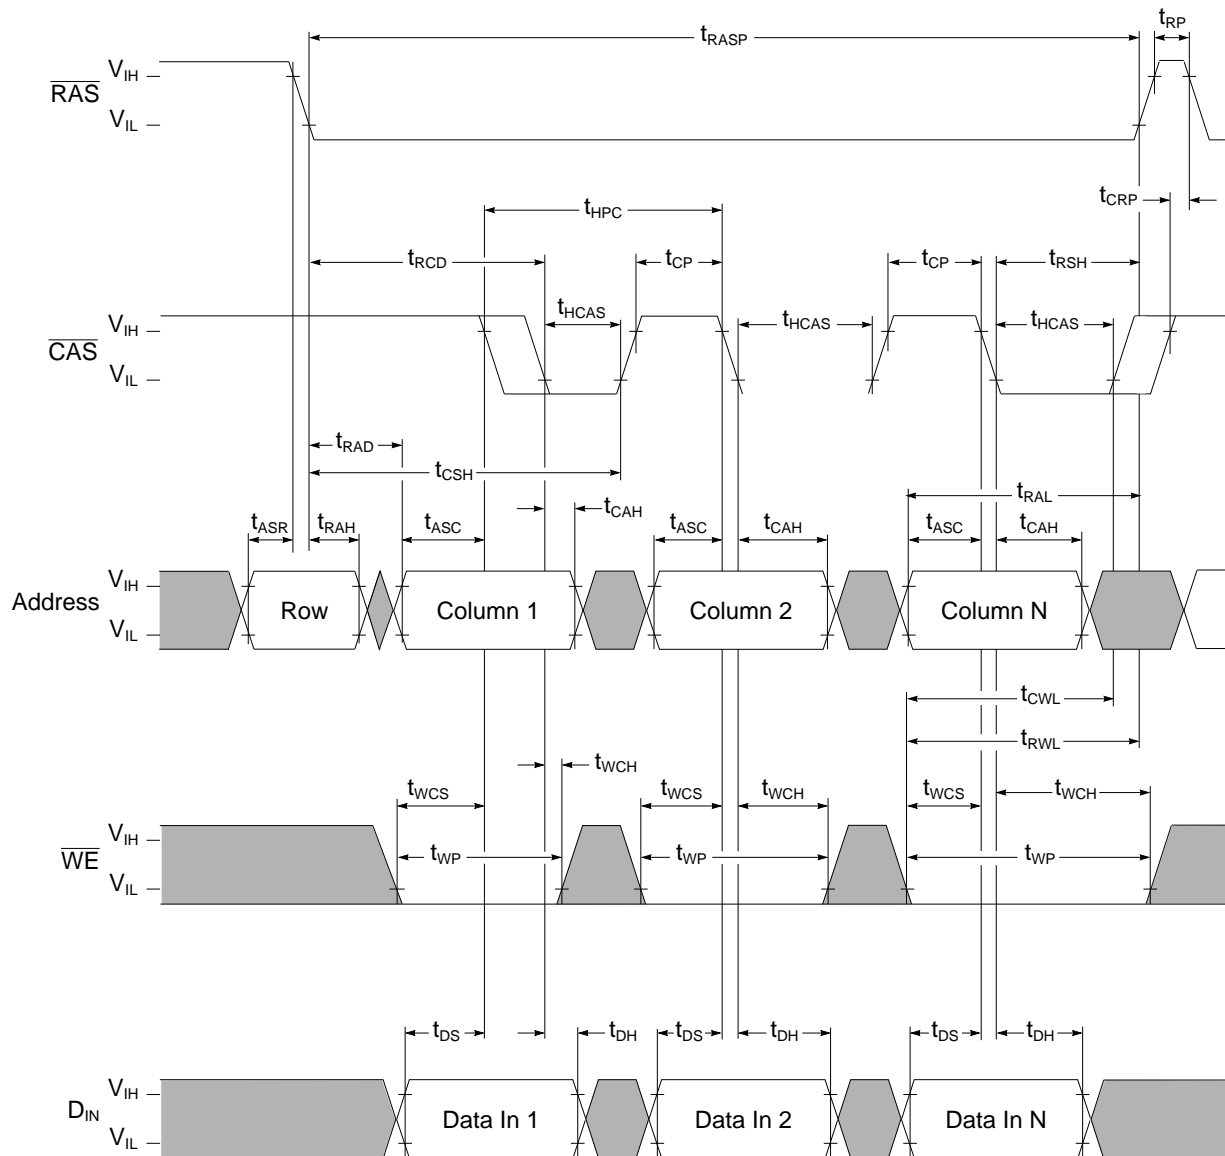 tRP
tRASP
VIH
RAS
VIL
tCRP
tHPC
tRCD tCP tCP tRSH
tHCAS tHCAS tHCAS
VIH
CAS
VIL
tRAD
tCSH
tRAL
tCAH
tASR tRAH tASC tASC tCAH tASC tCAH
VIH
Address Row Column 1 Column 2 Column N
VIL
tCWL
tRWL
tWCH
tWCS tWCS tWCH tWCS tWCH
VIH
WE tWP tWP tWP
VIL
tDS tDH tDS tDH tDS tDH
VIH
DIN Data In 1 Data In 2 Data In N
VIL